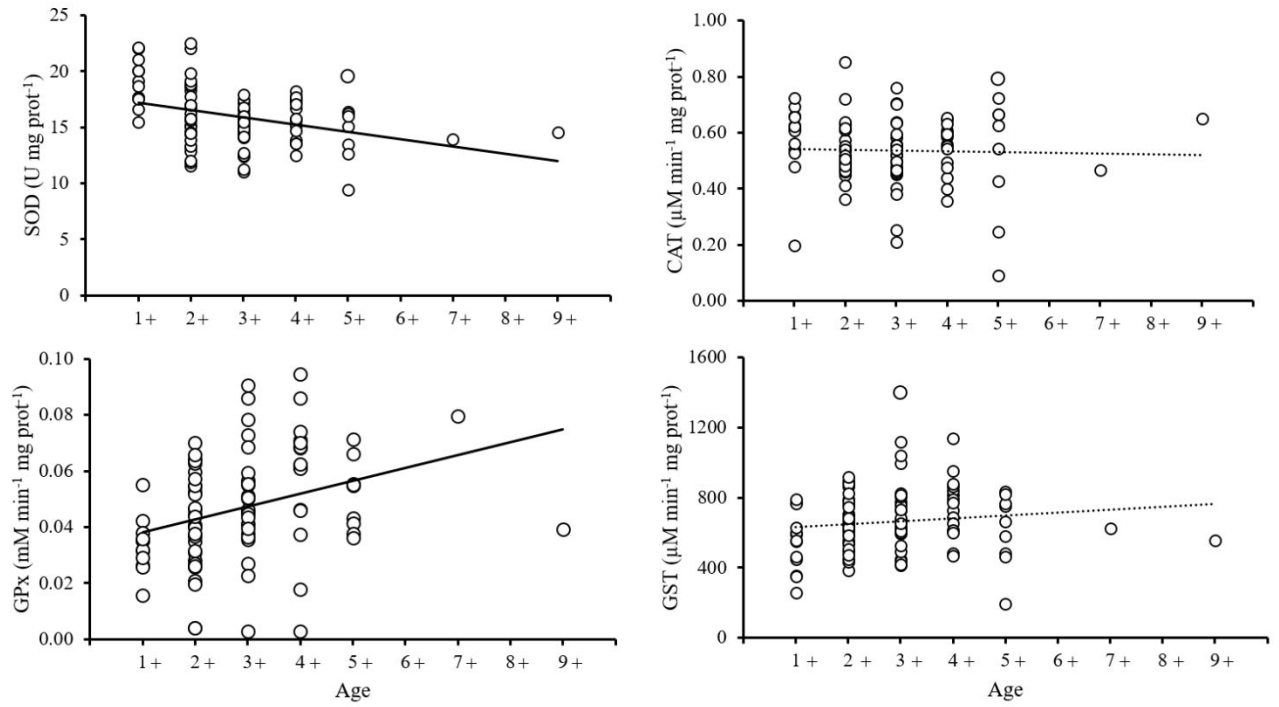 SOD (U mg prot⁻¹)
25
20
15
10
5
0
1 + 2 + 3 + 4 + 5 + 6 + 7 + 8 + 9 +
CAT (µM min⁻¹ mg prot⁻¹)
1.00
0.80
0.60
0.40
0.20
0.00
1 + 2 + 3 + 4 + 5 + 6 + 7 + 8 + 9 +
GPx (mM min⁻¹ mg prot⁻¹)
0.10
0.08
0.06
0.04
0.02
0.00
1 + 2 + 3 + 4 + 5 + 6 + 7 + 8 + 9 +
Age
GST (µM min⁻¹ mg prot⁻¹)
1600
1200
800
400
0
1 + 2 + 3 + 4 + 5 + 6 + 7 + 8 + 9 +
Age